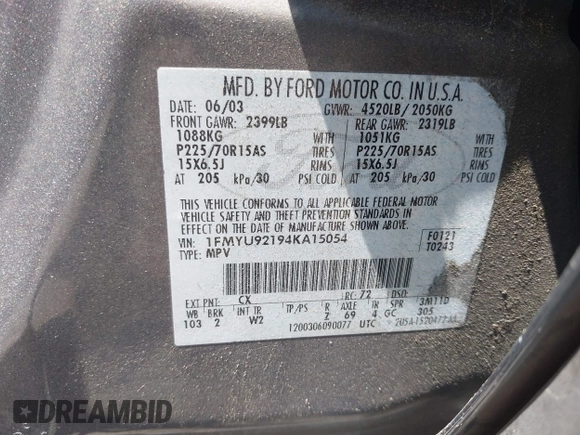 MFD. BY FORD MOTOR CO. IN U.S.A.
DATE: 06/03 GVWR: 4520LB/ 2050KG
FRONT GAWR: 2399LB REAR GAWR: 2319LB
1088KG WITH 1051KG WITH
P225/70R15AS TIRES P225/70R15AS TIRES
15X6.5J RIMS 15X6.5J RIMS
AT 205 kPa/30 PSI COLD AT 205 kPa/30 PSI COLD
THIS VEHICLE CONFORMS TO ALL APPLICABLE FEDERAL MOTOR
VEHICLE SAFETY AND THEFT PREVENTION STANDARDS IN
EFFECT ON THE DATE OF MANUFACTURE SHOWN ABOVE.
VIN: 1FMYU92194KA15054 F0121
TYPE: MPV T0243
EXT PNT: CX RC: 72 DSO:
WB BRK INT TR TP/PS R AXLE TR SPR 3M11D
103 2 W2 Z 69 4 GC 305
1200306090077 UTC
DREAMBID